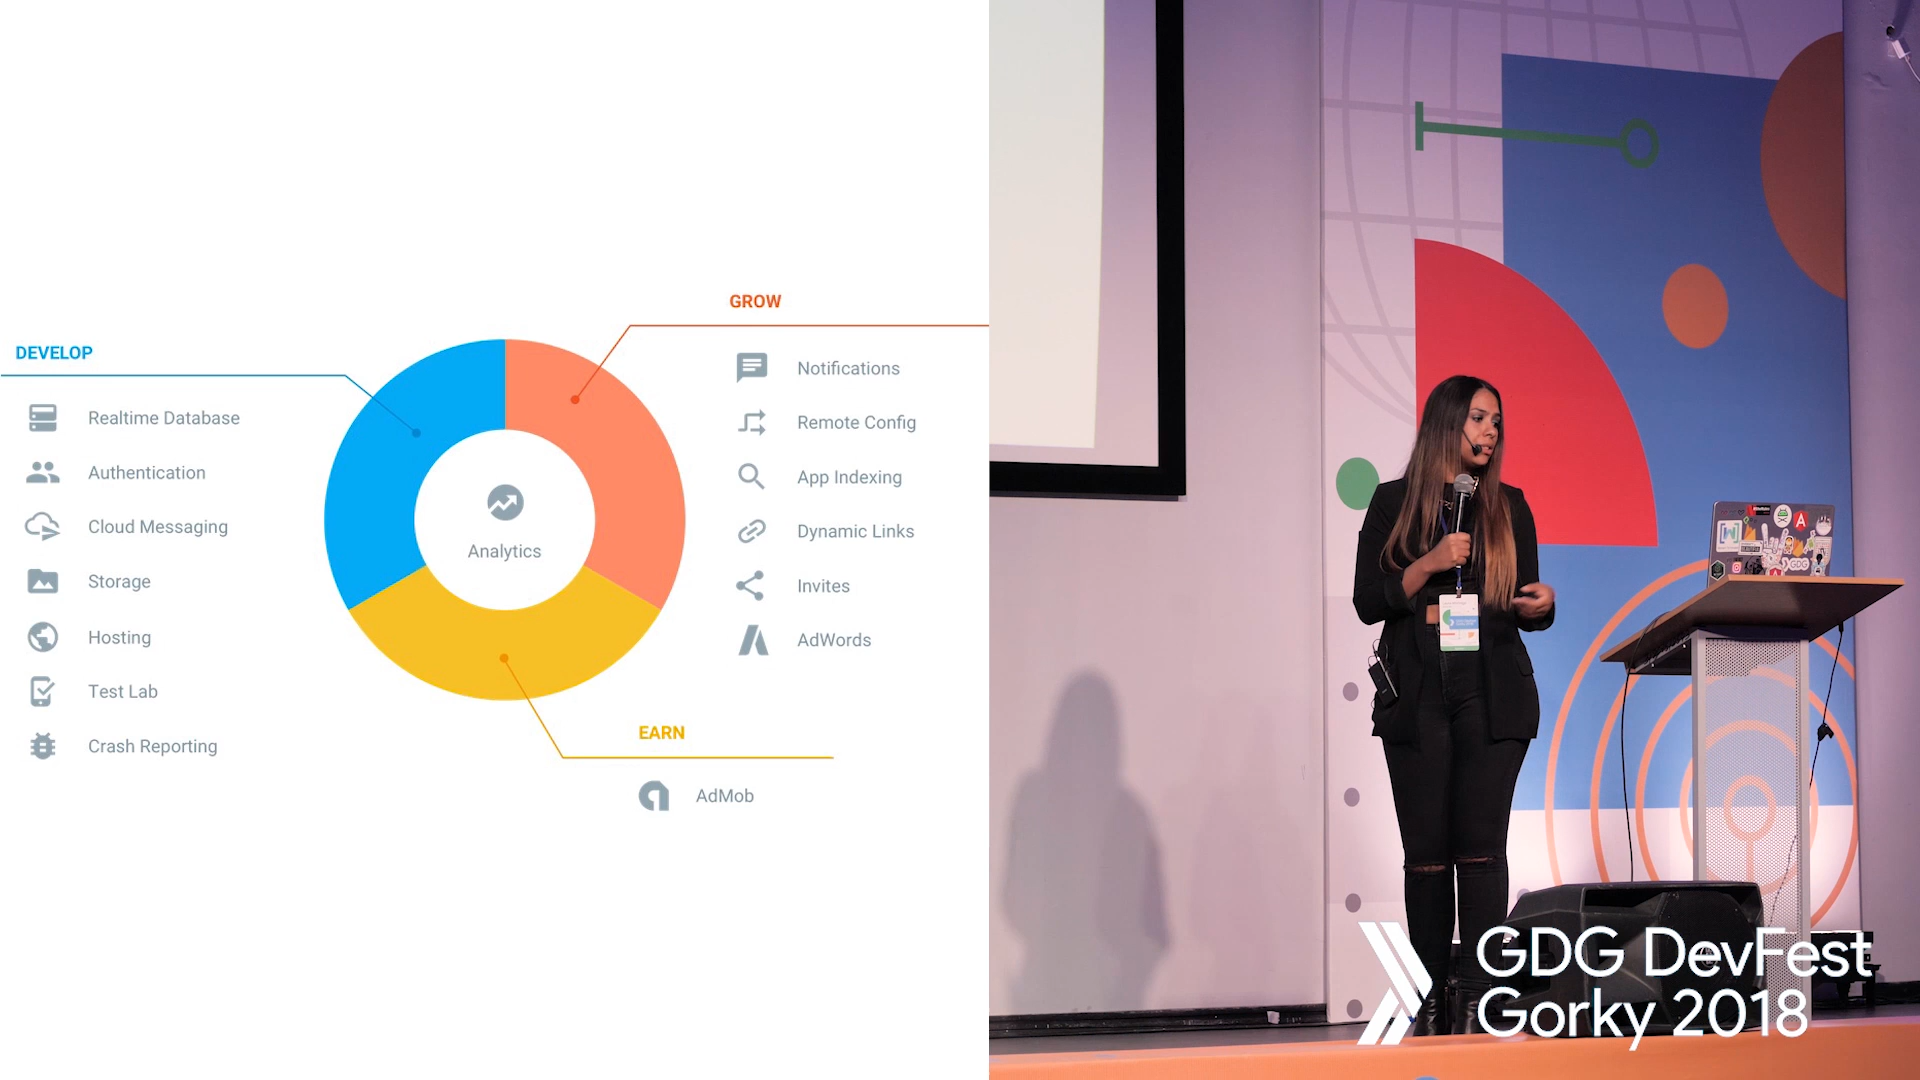 DEVELOP
Realtime Database
Authentication
Cloud Messaging
Storage
Hosting
Test Lab
Crash Reporting
Analytics
GROW
Notifications
Remote Config
App Indexing
Dynamic Links
Invites
AdWords
EARN
AdMob
GDG DevFest
Gorky 2018